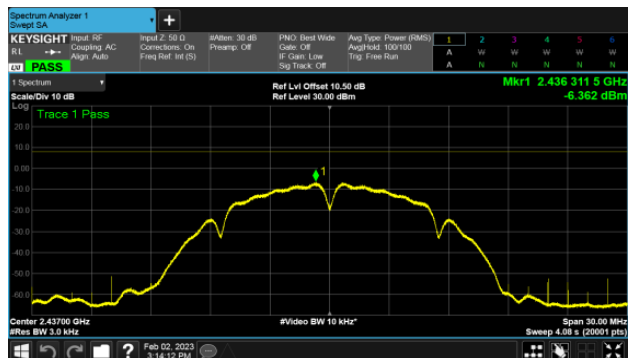 Spectrum Analyzer 1
Swept SA
KEYSIGHT
RL
PASS
Input: RF
Coupling: AC
Align: Auto
Input Z: 50 Ω
Corrections: On
Freq Ref: Int (S)
#Atten: 30 dB
Preamp: Off
PNO: Best Wide
Gate: Off
IF Gain: Low
Sig Track: Off
Avg Type: Power (RMS)
Avg|Hold: 100/100
Trig: Free Run
1 2 3 4 5 6
A W W W W W
A N N N N N
1 Spectrum
Scale/Div 10 dB
Ref Lvl Offset 10.50 dB
Ref Level 30.00 dBm
Mkr1 2.436 311 5 GHz
-6.362 dBm
Log
Trace 1 Pass
20.0
10.0
0.00
-10.0
-20.0
-30.0
-40.0
-50.0
-60.0
1
Center 2.43700 GHz
#Res BW 3.0 kHz
#Video BW 10 kHz*
Span 30.00 MHz
Sweep 4.08 s (20001 pts)
?
Feb 02, 2023
3:14:12 PM